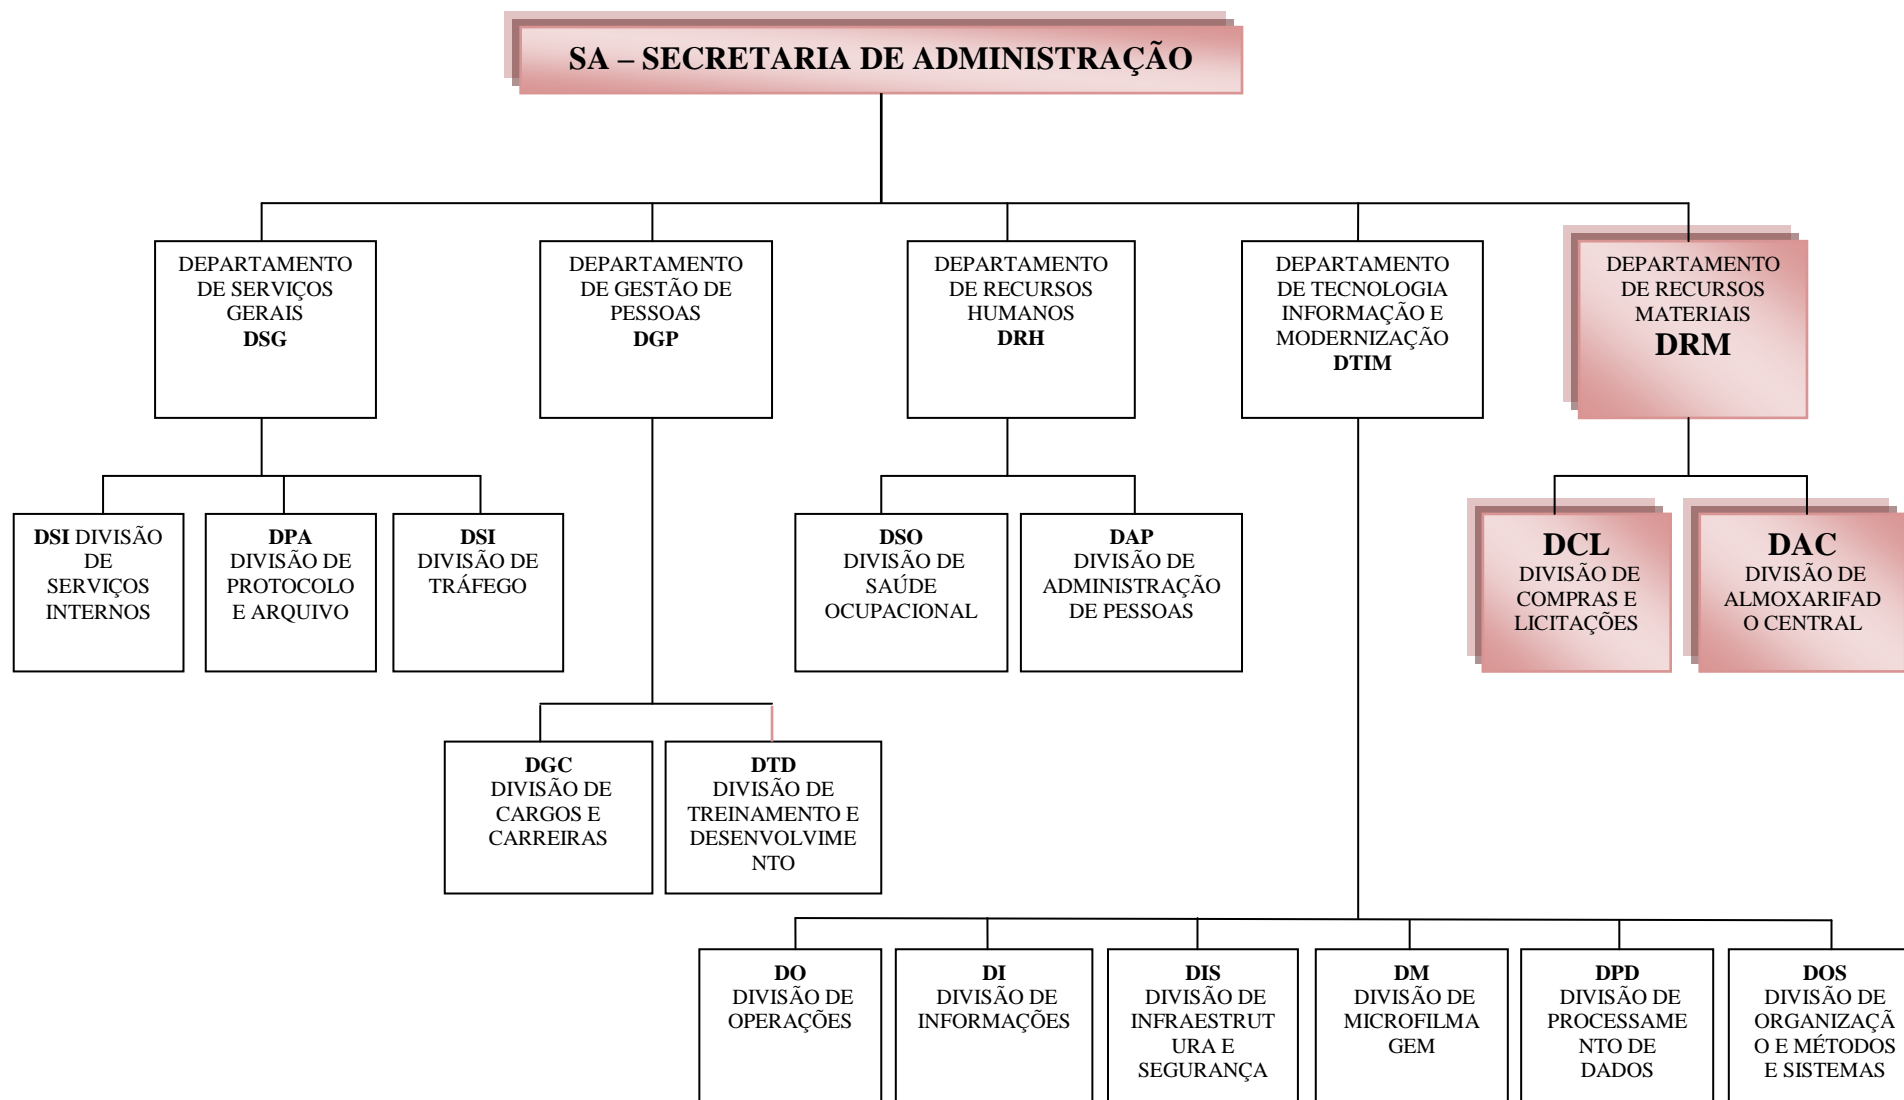 SA – SECRETARIA DE ADMINISTRAÇÃO
DEPARTAMENTO
DE SERVIÇOS
GERAIS
DSG
DEPARTAMENTO
DE GESTÃO DE
PESSOAS
DGP
DEPARTAMENTO
DE RECURSOS
HUMANOS
DRH
DEPARTAMENTO
DE TECNOLOGIA
INFORMAÇÃO E
MODERNIZAÇÃO
DTIM
DEPARTAMENTO
DE RECURSOS
MATERIAIS
DRM
DSI DIVISÃO
DE
SERVIÇOS
INTERNOS
DPA
DIVISÃO DE
PROTOCOLO
E ARQUIVO
DSI
DIVISÃO DE
TRÁFEGO
DSO
DIVISÃO DE
SAÚDE
OCUPACIONAL
DAP
DIVISÃO DE
ADMINISTRAÇÃO
DE PESSOAS
DCL
DIVISÃO DE
COMPRAS E
LICITAÇÕES
DAC
DIVISÃO DE
ALMOXARIFAD
O CENTRAL
DGC
DIVISÃO DE
CARGOS E
CARREIRAS
DTD
DIVISÃO DE
TREINAMENTO E
DESENVOLVIME
NTO
DO
DIVISÃO DE
OPERAÇÕES
DI
DIVISÃO DE
INFORMAÇÕES
DIS
DIVISÃO DE
INFRAESTRUT
URA E
SEGURANÇA
DM
DIVISÃO DE
MICROFILMA
GEM
DPD
DIVISÃO DE
PROCESSAME
NTO DE
DADOS
DOS
DIVISÃO DE
ORGANIZAÇÃ
O E MÉTODOS
E SISTEMAS